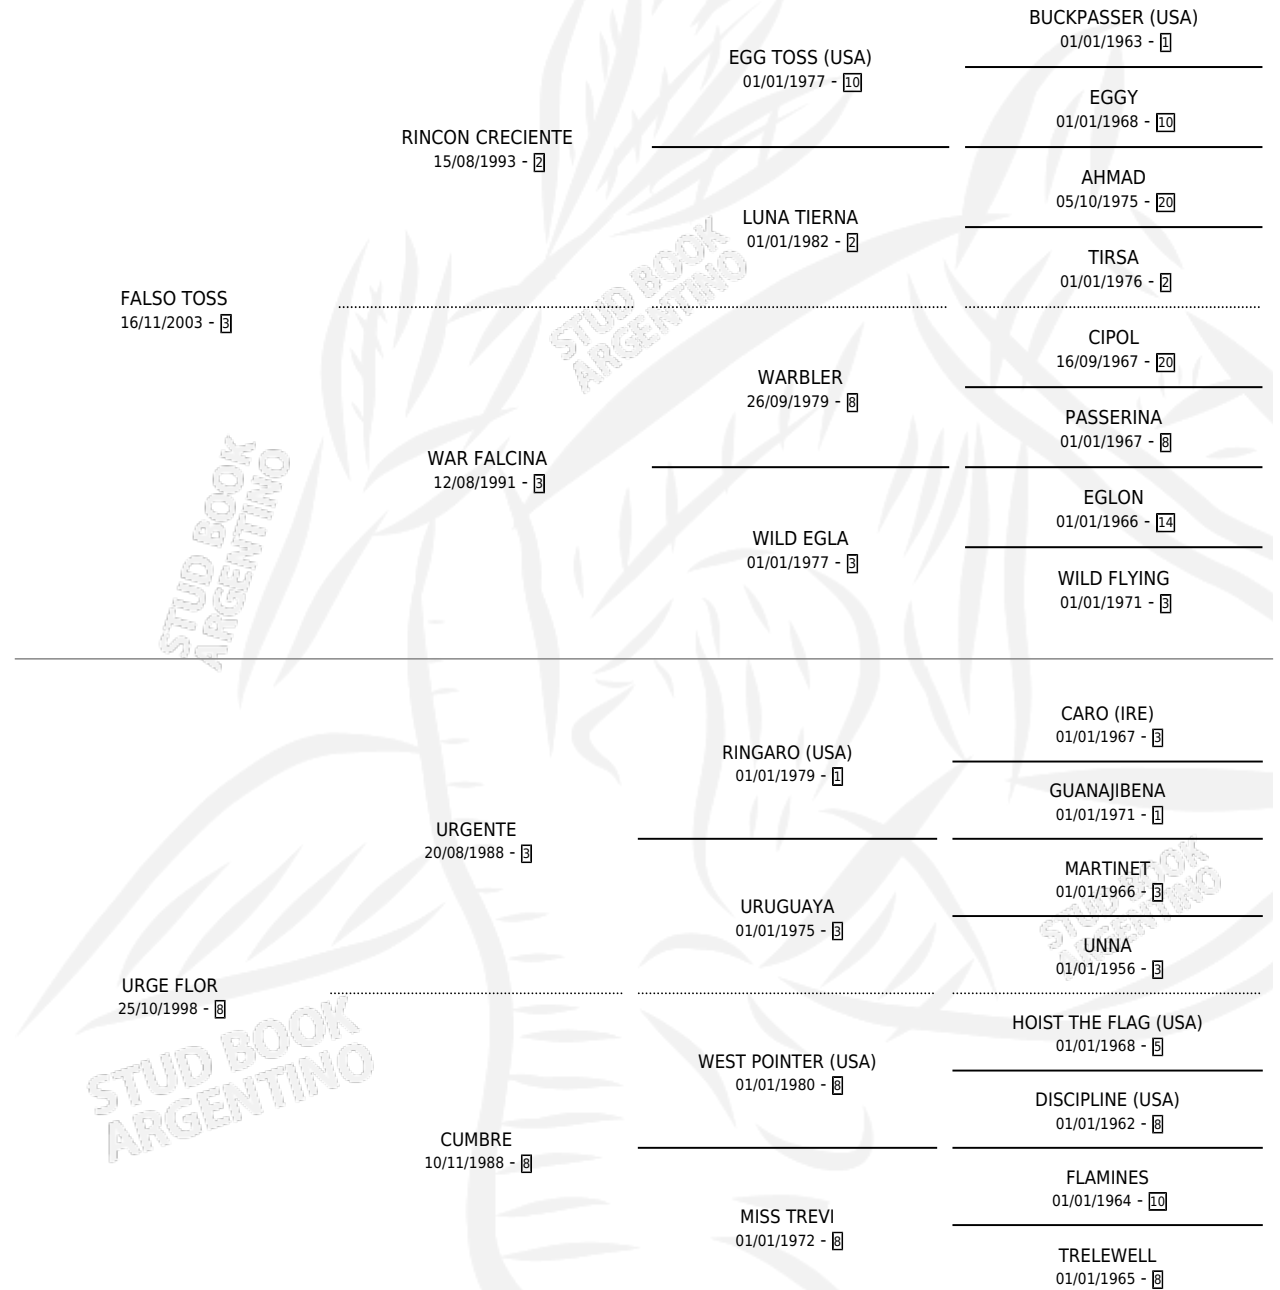 BUCKPASSER (USA)
01/01/1963 - 1
EGG TOSS (USA)
01/01/1977 - 10
EGGY
01/01/1968 - 10
RINCON CRECIENTE
15/08/1993 - 2
AHMAD
05/10/1975 - 20
LUNA TIERNA
01/01/1982 - 2
TIRSA
01/01/1976 - 2
FALSO TOSS
16/11/2003 - 3
CIPOL
16/09/1967 - 20
WARBLER
26/09/1979 - 8
PASSERINA
01/01/1967 - 8
WAR FALCINA
12/08/1991 - 3
EGLON
01/01/1966 - 14
WILD EGLA
01/01/1977 - 3
WILD FLYING
01/01/1971 - 3
STUD BOOK
ARGENTINO
STUD BOOK
ARGENTINO
CARO (IRE)
01/01/1967 - 3
RINGARO (USA)
01/01/1979 - 1
GUANAJIBENA
01/01/1971 - 1
URGENTE
20/08/1988 - 3
MARTINET
01/01/1966 - 3
URUGUAYA
01/01/1975 - 3
UNNA
01/01/1956 - 3
URGE FLOR
25/10/1998 - 8
HOIST THE FLAG (USA)
01/01/1968 - 5
WEST POINTER (USA)
01/01/1980 - 8
DISCIPLINE (USA)
01/01/1962 - 8
CUMBRE
10/11/1988 - 8
FLAMINES
01/01/1964 - 10
MISS TREVI
01/01/1972 - 8
TRELEWELL
01/01/1965 - 8
STUD BOOK
ARGENTINO
STUD BOOK
ARGENTINO